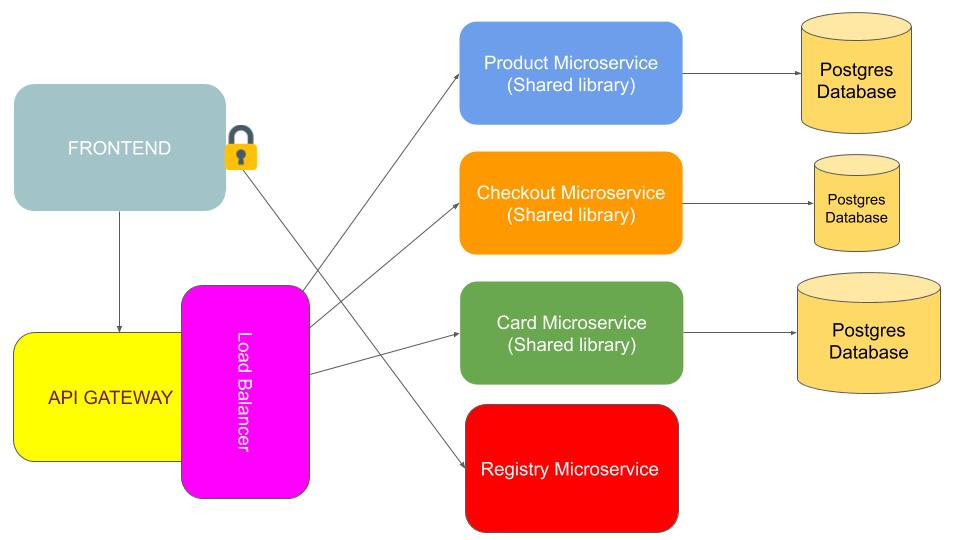 FRONTEND
API GATEWAY
Load Balancer
Product Microservice
(Shared library)
Checkout Microservice
(Shared library)
Card Microservice
(Shared library)
Registry Microservice
Postgres
Database
Postgres
Database
Postgres
Database